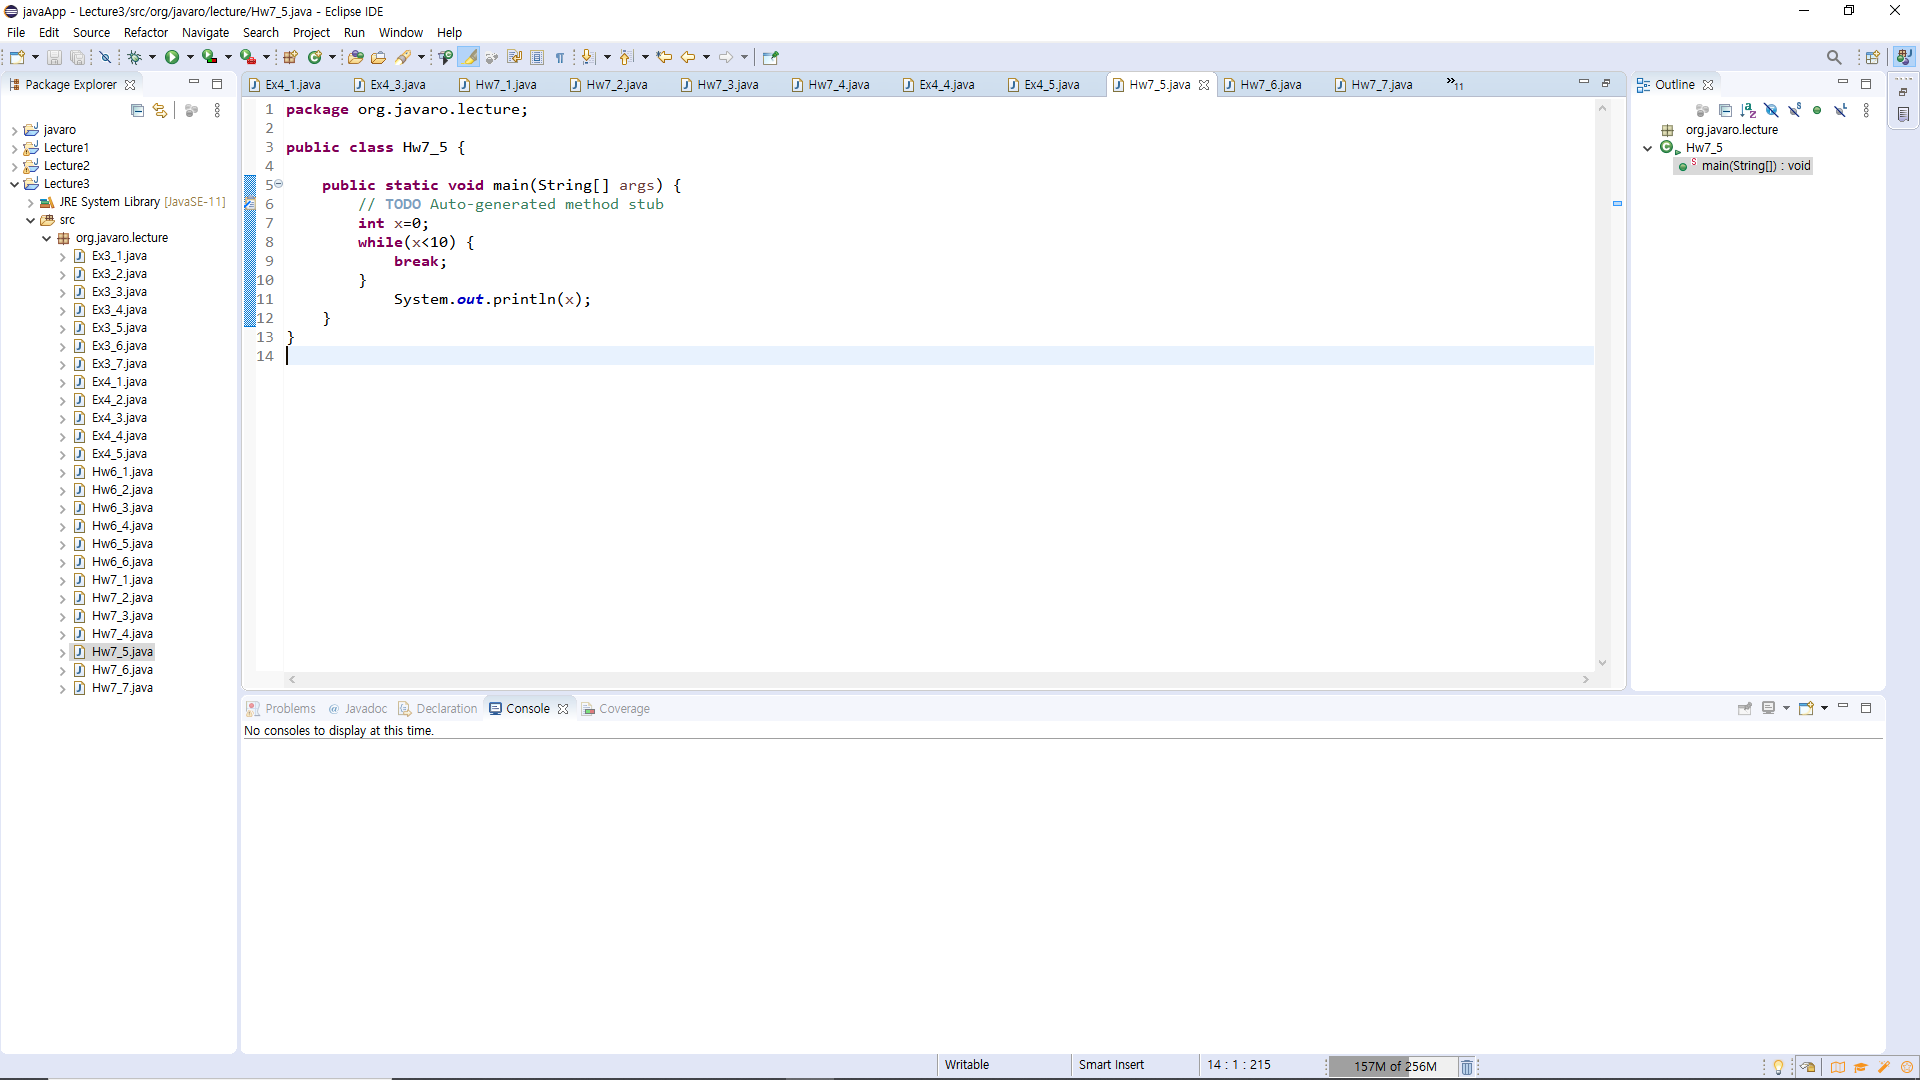 javaApp - Lecture3/src/org/javaro/lecture/Hw7_5.java - Eclipse IDE
File Edit Source Refactor Navigate Search Project Run Window Help
Package Explorer
javaro
Lecture1
Lecture2
Lecture3
JRE System Library [JavaSE-11]
src
org.javaro.lecture
Ex3_1.java
Ex3_2.java
Ex3_3.java
Ex3_4.java
Ex3_5.java
Ex3_6.java
Ex3_7.java
Ex4_1.java
Ex4_2.java
Ex4_3.java
Ex4_4.java
Ex4_5.java
Hw6_1.java
Hw6_2.java
Hw6_3.java
Hw6_4.java
Hw6_5.java
Hw6_6.java
Hw7_1.java
Hw7_2.java
Hw7_3.java
Hw7_4.java
Hw7_5.java
Hw7_6.java
Hw7_7.java
Ex4_1.java Ex4_3.java Hw7_1.java Hw7_2.java Hw7_3.java Hw7_4.java Ex4_4.java Ex4_5.java Hw7_5.java Hw7_6.java Hw7_7.java »11
1 package org.javaro.lecture;
2
3 public class Hw7_5 {
4
5 public static void main(String[] args) {
6 // TODO Auto-generated method stub
7 int x=0;
8 while(x<10) {
9 break;
10 }
11 System.out.println(x);
12 }
13 }
14
Outline
org.javaro.lecture
Hw7_5
main(String[]) : void
Problems @ Javadoc Declaration Console Coverage
No consoles to display at this time.
Writable Smart Insert 14 : 1 : 215 157M of 256M